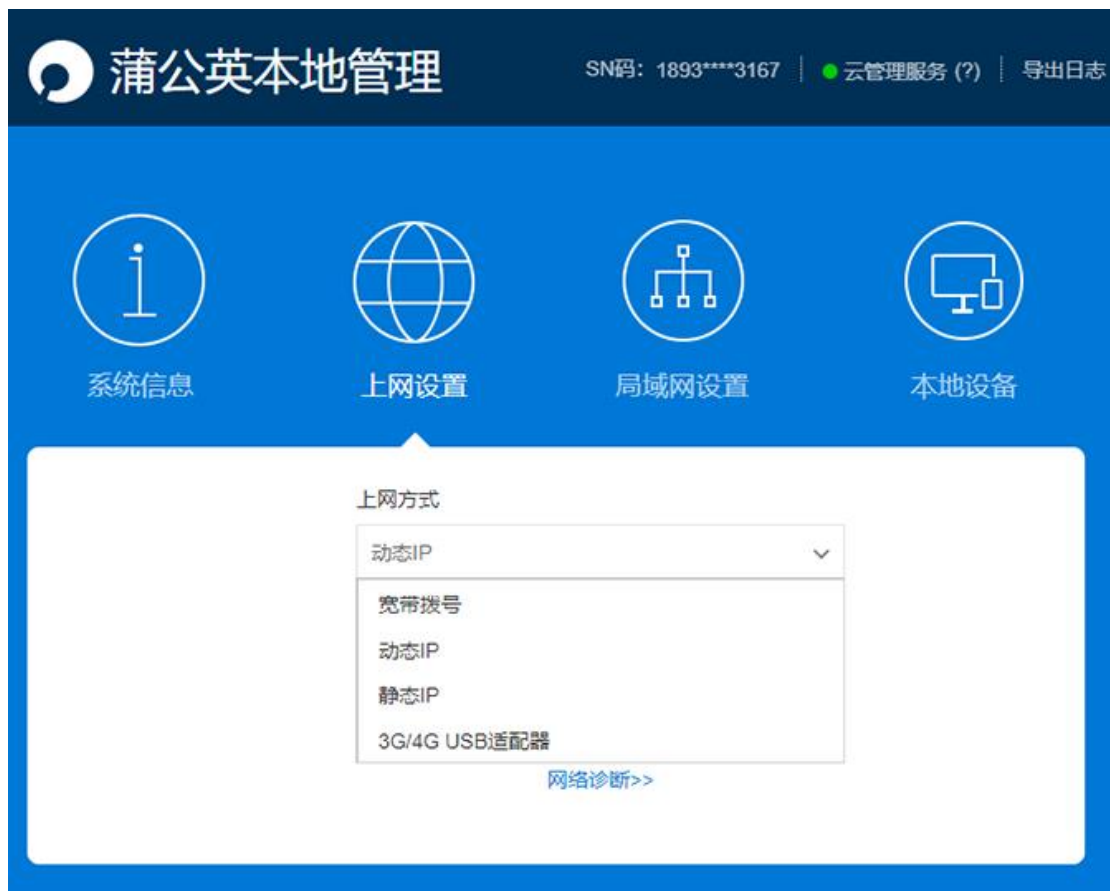 蒲公英本地管理
SN码：1893****3167
云管理服务 (?)
导出日志
系统信息
上网设置
局域网设置
本地设备
上网方式
动态IP
宽带拨号
动态IP
静态IP
3G/4G USB适配器
网络诊断>>